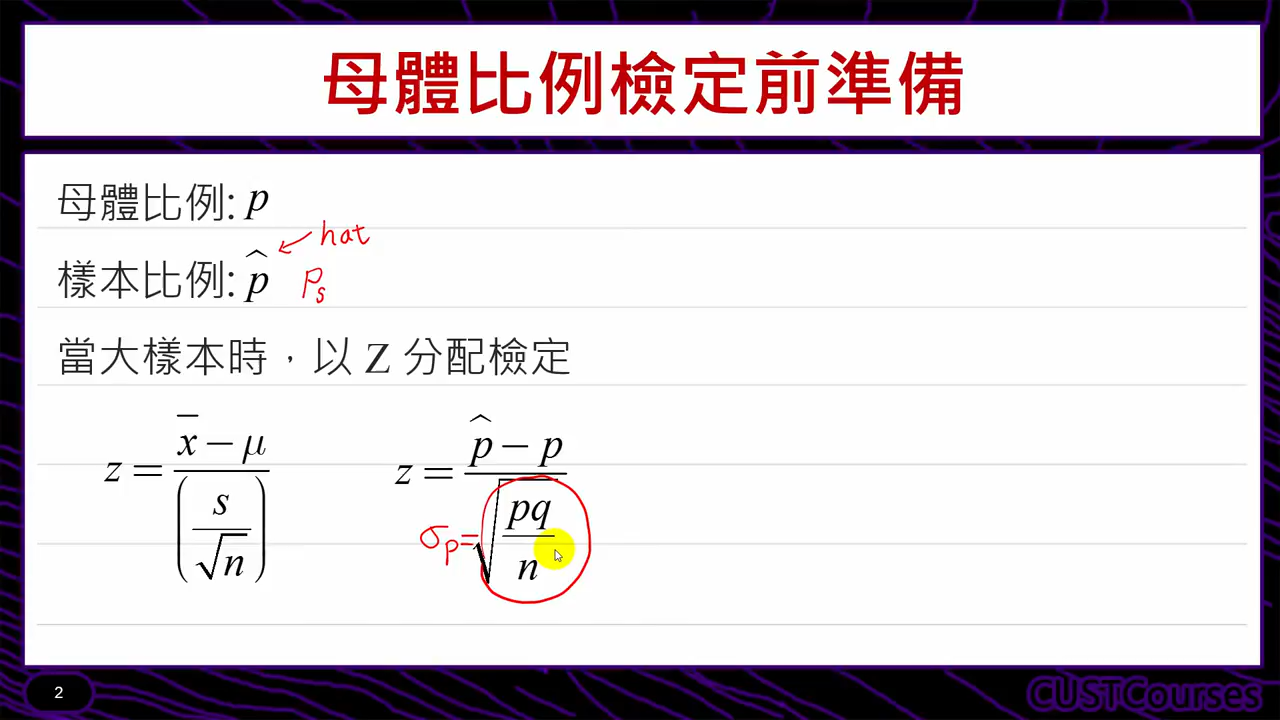 母體比例檢定前準備
母體比例: p
hat
樣本比例: p̂ Ps
當大樣本時，以 Z 分配檢定
z = (x̄ − μ) / (s / √n)
z = (p̂ − p) / √(pq / n)
σp =
2
CUSTCourses